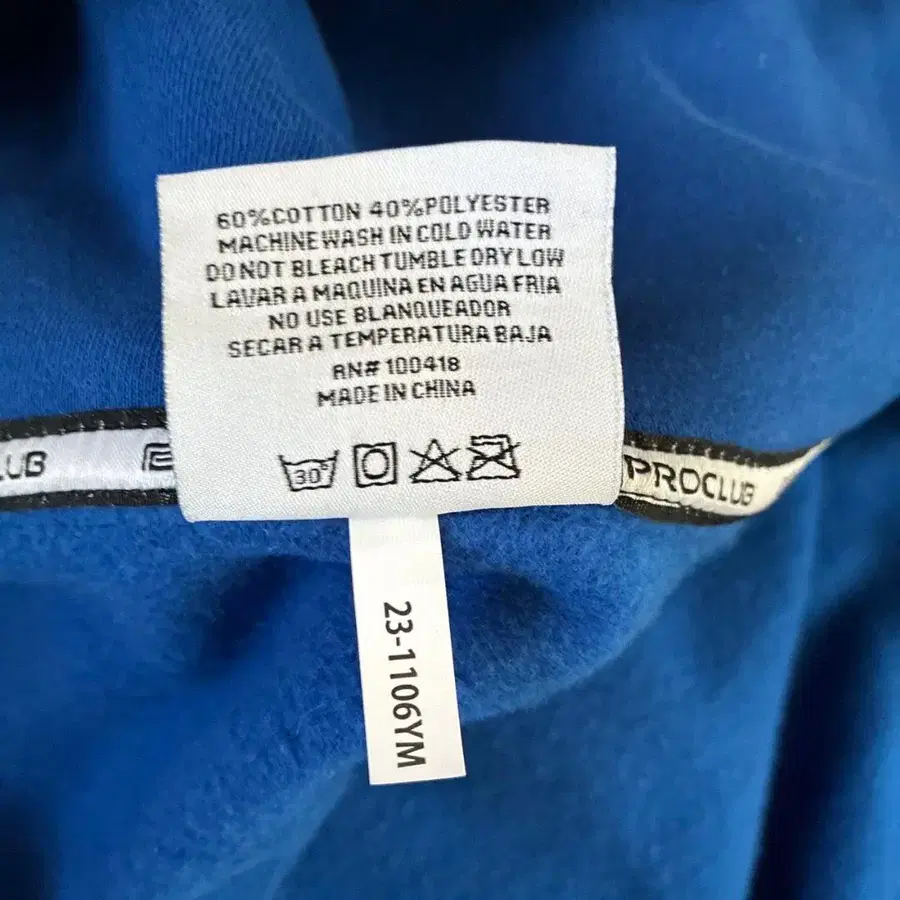 60%COTTON 40%POLYESTER
MACHINE WASH IN COLD WATER
DO NOT BLEACH TUMBLE DRY LOW
LAVAR A MAQUINA EN AGUA FRIA
NO USE BLANQUEADOR
SECAR A TEMPERATURA BAJA
RN# 100418
MADE IN CHINA
30°
LUB
PROCLUB
23-1106YM